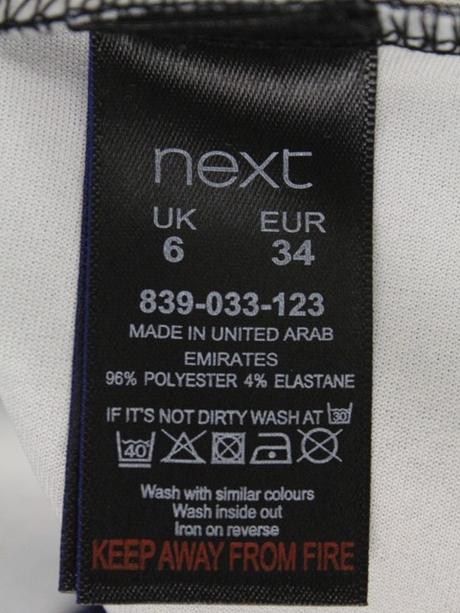 next
UK EUR
6 34
839-033-123
MADE IN UNITED ARAB
EMIRATES
96% POLYESTER 4% ELASTANE
IF IT'S NOT DIRTY WASH AT 30
40
Wash with similar colours
Wash inside out
Iron on reverse
KEEP AWAY FROM FIRE